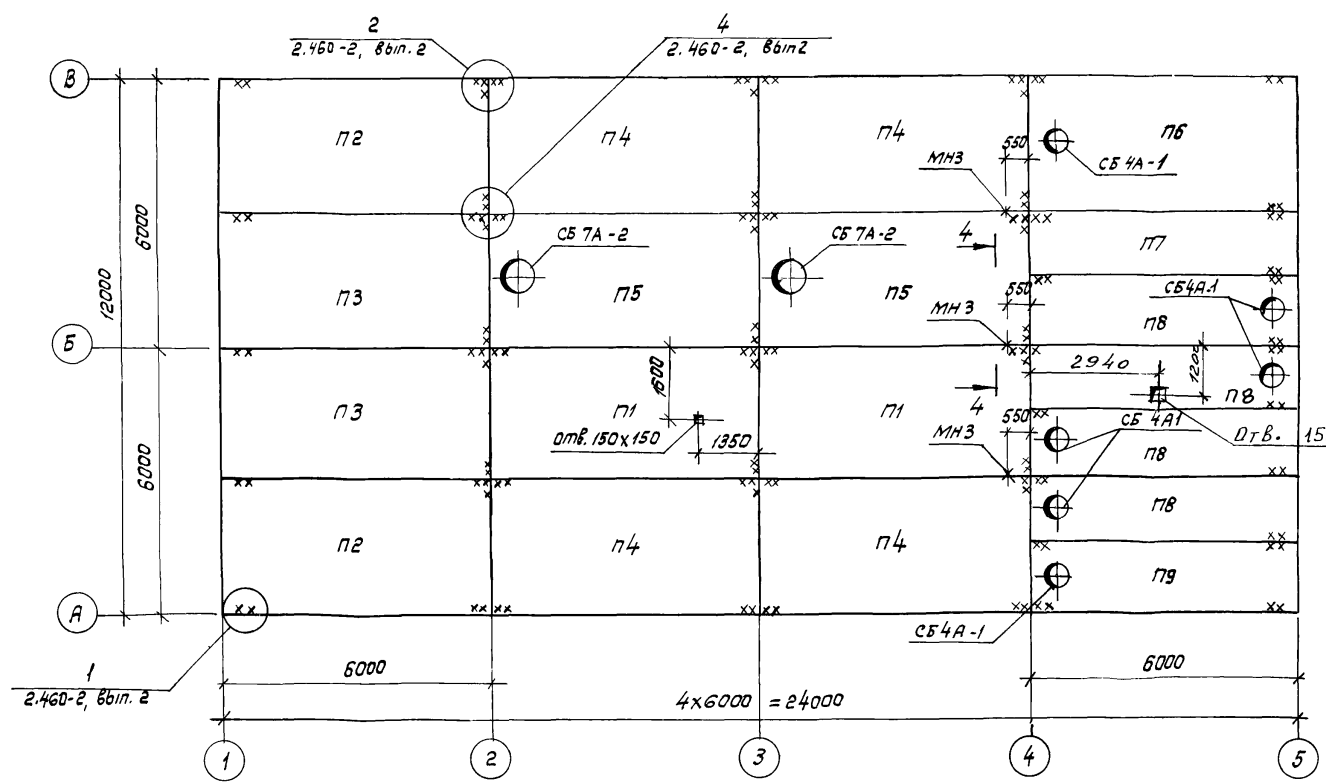 2
2.460-2, вып. 2
4
2.460-2, вып2
В
П2
П4
П4
550
П6
МН3
СБ 4А-1
6000
12000
СБ 7А-2
СБ 7А-2
4
П7
П3
П5
П5
550
СБ4А1
МН3
П8
Б
1600
2940
1200
П3
П1
П1
4
П8
отв. 150х150
1350
МН3
550
СБ 4А1
Отв. 15
П8
6000
П8
П2
П4
П4
П9
А
СБ4А-1
1
2.460-2, вып. 2
6000
6000
4х6000 = 24000
1
2
3
4
5